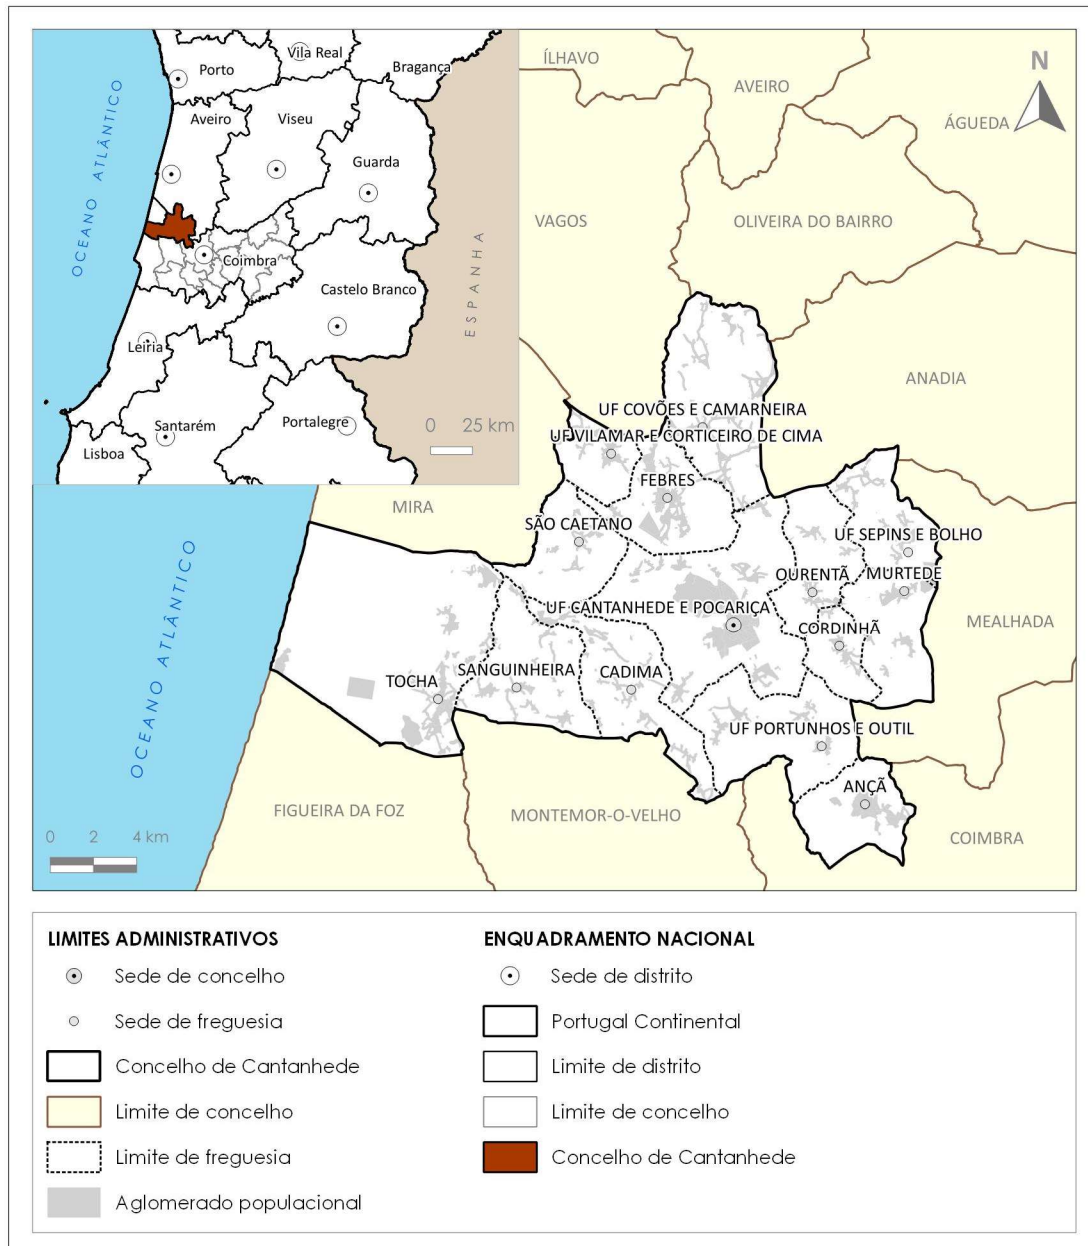 Porto
Vila Real
Bragança
Aveiro
Viseu
Guarda
OCEANO ATLÂNTICO
Coimbra
Castelo Branco
ESPANHA
Leiria
Santarém
Portalegre
Lisboa
0 25 km
ÍLHAVO
AVEIRO
ÁGUEDA
N
VAGOS
OLIVEIRA DO BAIRRO
ANADIA
MIRA
UF COVÕES E CAMARNEIRA
UF VILAMAR E CORTICEIRO DE CIMA
FEBRES
SÃO CAETANO
UF SEPINS E BOLHO
OURENTÃ
MURTEDE
UF CANTANHEDE E POCARIÇA
CORDINHÃ
MEALHADA
OCEANO ATLÂNTICO
TOCHA
SANGUINHEIRA
CADIMA
UF PORTUNHOS E OUTIL
ANÇÃ
FIGUEIRA DA FOZ
MONTEMOR-O-VELHO
COIMBRA
0 2 4 km
LIMITES ADMINISTRATIVOS
Sede de concelho
Sede de freguesia
Concelho de Cantanhede
Limite de concelho
Limite de freguesia
Aglomerado populacional
ENQUADRAMENTO NACIONAL
Sede de distrito
Portugal Continental
Limite de distrito
Limite de concelho
Concelho de Cantanhede